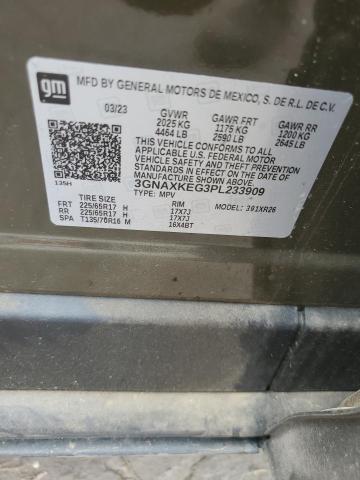 gm
MFD BY GENERAL MOTORS DE MEXICO, S. DE R.L. DE C.V.
03/23 GVWR GAWR FRT GAWR RR
2025 KG 1175 KG 1200 KG
4464 LB 2590 LB 2645 LB
THIS VEHICLE CONFORMS TO ALL
APPLICABLE U.S. FEDERAL MOTOR
VEHICLE SAFETY AND THEFT
PREVENTION STANDARDS IN EFFECT
ON THE DATE OF MANUFACTURE
SHOWN ABOVE.
3GNAXKEG3PL233909
135H TYPE: MPV MODEL: 391XR26
TIRE SIZE RIM
FRT 225/65R17 H 17X7J
RR 225/65R17 H 17X7J
SPA T135/70R16 M 16X4BT